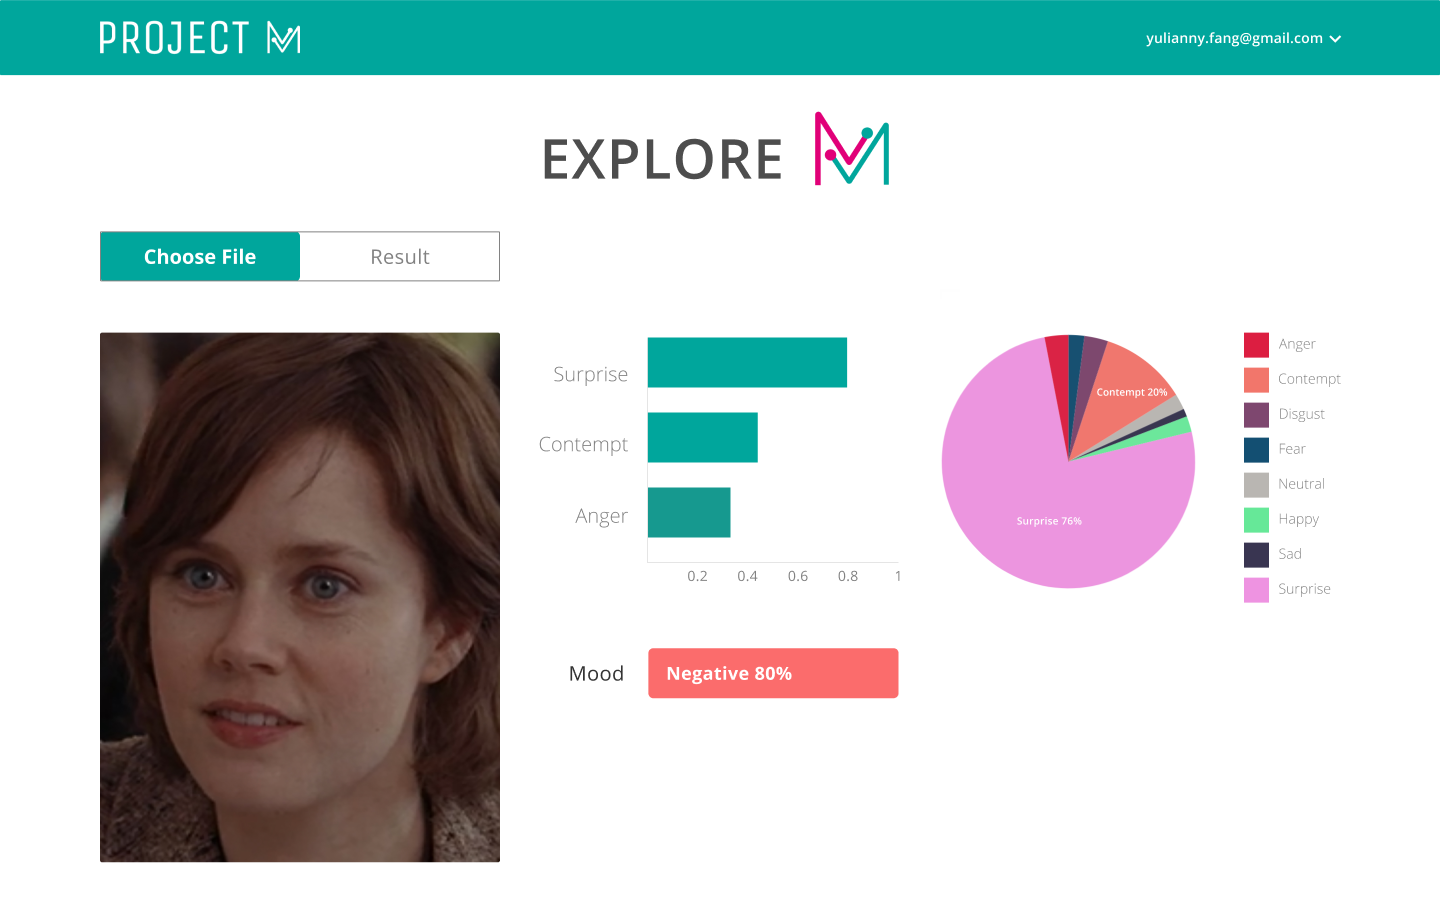 PROJECT M
yulianny.fang@gmail.com
EXPLORE M
Choose File
Result
Surprise
Contempt
Anger
0.2 0.4 0.6 0.8 1
Mood
Negative 80%
Contempt 20%
Surprise 76%
Anger
Contempt
Disgust
Fear
Neutral
Happy
Sad
Surprise